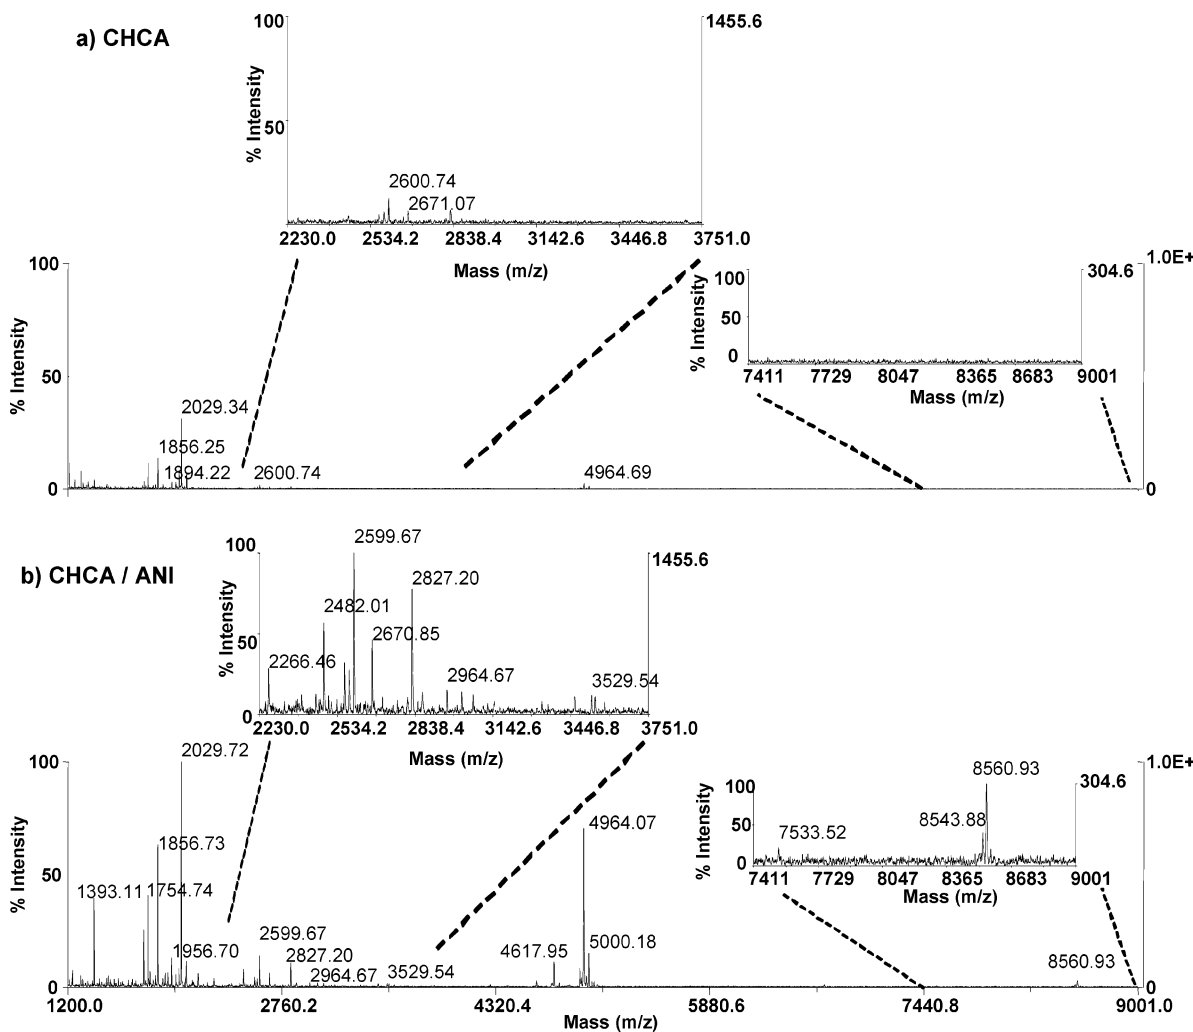 a) CHCA
100
1455.6
% Intensity
50
2600.74
2671.07
2230.0 2534.2 2838.4 3142.6 3446.8 3751.0
Mass (m/z)
100
1.0E+
% Intensity
50
0
0
2029.34
1856.25
1894.22
2600.74
4964.69
100
304.6
% Intensity
50
0
7411 7729 8047 8365 8683 9001
Mass (m/z)
b) CHCA / ANI
100
1455.6
% Intensity
50
0
2599.67
2827.20
2482.01
2670.85
2266.46
2964.67
3529.54
2230.0 2534.2 2838.4 3142.6 3446.8 3751.0
Mass (m/z)
100
1.0E+
% Intensity
50
0
0
2029.72
1856.73
1393.11
1754.74
1956.70
2599.67
2827.20
2964.67
3529.54
4617.95
4964.07
5000.18
8560.93
100
304.6
% Intensity
50
0
8560.93
8543.88
7533.52
7411 7729 8047 8365 8683 9001
Mass (m/z)
1200.0 2760.2 4320.4 5880.6 7440.8 9001.0
Mass (m/z)